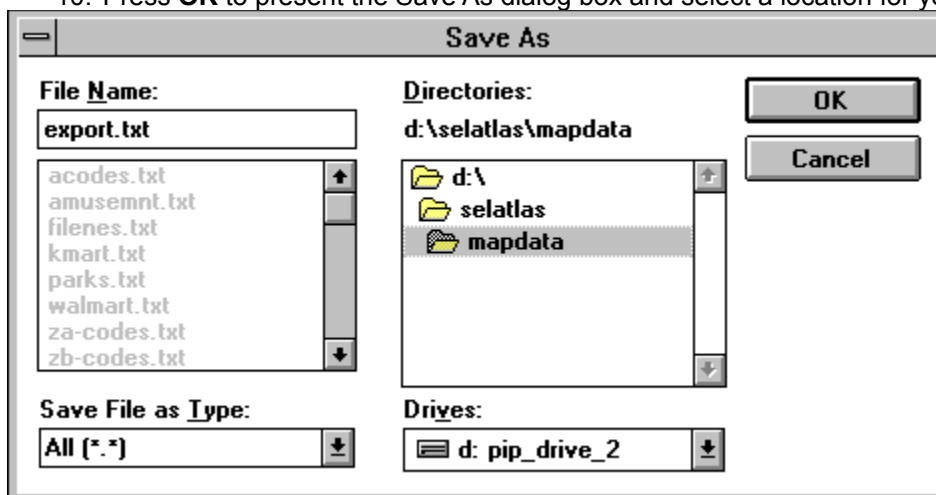 10. Press OK to present the Save As dialog box and select a location for
Save As
File Name:
export.txt
acodes.txt
amusemnt.txt
filenes.txt
kmart.txt
parks.txt
walmart.txt
za-codes.txt
zb-codes.txt
Save File as Type:
All (*.*)
Directories:
d:\selatlas\mapdata
d:\
selatlas
mapdata
Drives:
d: pip_drive_2
OK
Cancel